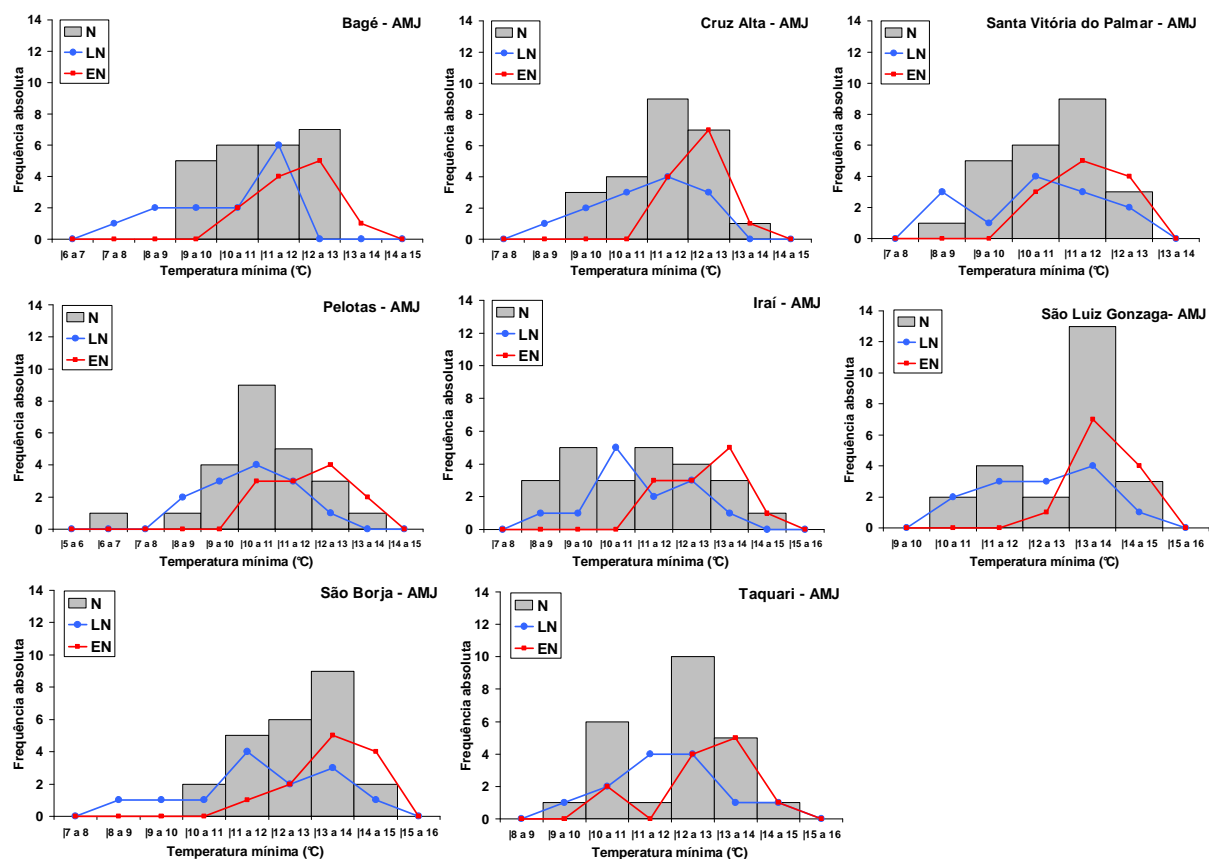 Bagé - AMJ
N
LN
EN
Frequência absoluta
14
12
10
8
6
4
2
0
|6 a 7 |7 a 8 |8 a 9 |9 a 10 |10 a 11 |11 a 12 |12 a 13 |13 a 14 |14 a 15
Temperatura mínima (°C)
Cruz Alta - AMJ
N
LN
EN
Frequência absoluta
14
12
10
8
6
4
2
0
|7 a 8 |8 a 9 |9 a 10 |10 a 11 |11 a 12 |12 a 13 |13 a 14 |14 a 15
Temperatura mínima (°C)
Santa Vitória do Palmar - AMJ
N
LN
EN
Frequência absoluta
14
12
10
8
6
4
2
0
|7 a 8 |8 a 9 |9 a 10 |10 a 11 |11 a 12 |12 a 13 |13 a 14
Temperatura mínima (°C)
Pelotas - AMJ
N
LN
EN
Frequência absoluta
14
12
10
8
6
4
2
0
|5 a 6 |6 a 7 |7 a 8 |8 a 9 |9 a 10 |10 a 11 |11 a 12 |12 a 13 |13 a 14 |14 a 15
Temperatura mínima (°C)
Iraí - AMJ
N
LN
EN
Frequência absoluta
14
12
10
8
6
4
2
0
|7 a 8 |8 a 9 |9 a 10 |10 a 11 |11 a 12 |12 a 13 |13 a 14 |14 a 15 |15 a 16
Temperatura mínima (°C)
São Luiz Gonzaga- AMJ
N
LN
EN
Frequência absoluta
14
12
10
8
6
4
2
0
|9 a 10 |10 a 11 |11 a 12 |12 a 13 |13 a 14 |14 a 15 |15 a 16
Temperatura mínima (°C)
São Borja - AMJ
N
LN
EN
Frequência absoluta
14
12
10
8
6
4
2
0
|7 a 8 |8 a 9 |9 a 10 |10 a 11 |11 a 12 |12 a 13 |13 a 14 |14 a 15 |15 a 16
Temperatura mínima (°C)
Taquari - AMJ
N
LN
EN
Frequência absoluta
14
12
10
8
6
4
2
0
|8 a 9 |9 a 10 |10 a 11 |11 a 12 |12 a 13 |13 a 14 |14 a 15 |15 a 16
Temperatura mínima (°C)